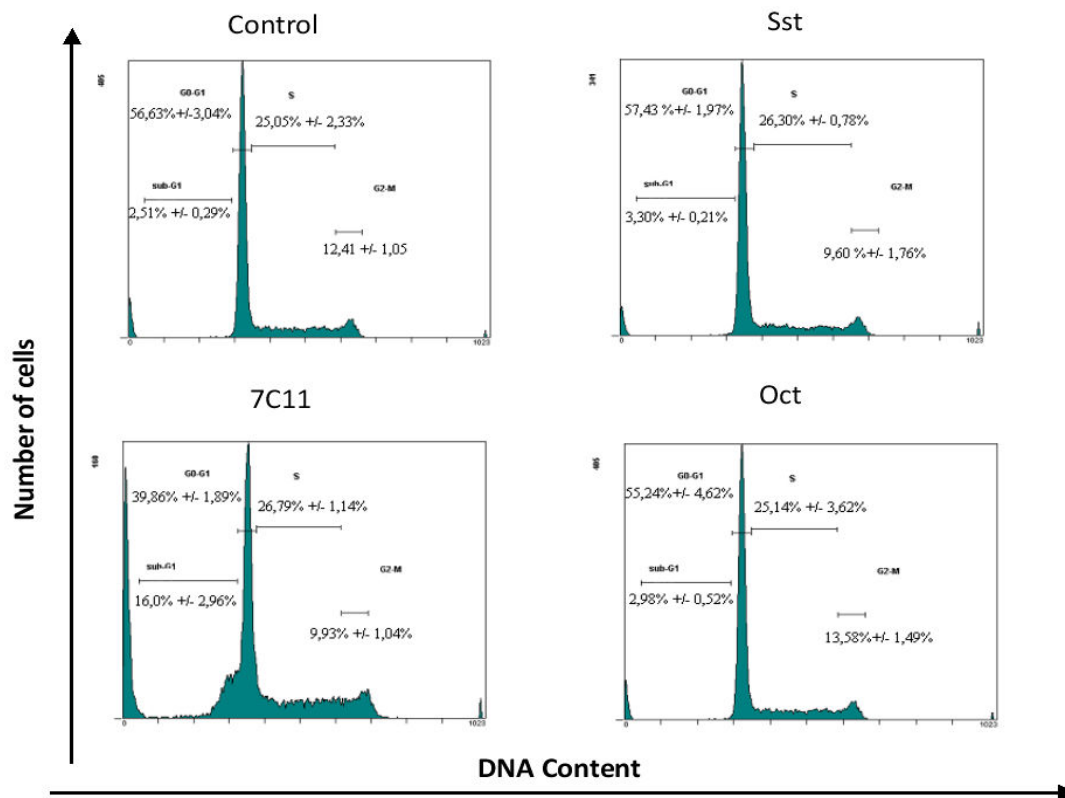 Control
405
G0-G1
56,63%+/-3,04%
S
25,05% +/- 2,33%
sub-G1
2,51% +/- 0,29%
G2-M
12,41 +/- 1,05
0
1023
Sst
341
G0-G1
57,43 %+/- 1,97%
S
26,30% +/- 0,78%
sub-G1
3,30% +/- 0,21%
G2-M
9,60 %+/- 1,76%
0
1023
7C11
160
G0-G1
39,86% +/- 1,89%
S
26,79% +/- 1,14%
sub-G1
16,0% +/- 2,96%
G2-M
9,93% +/- 1,04%
0
1023
Oct
405
G0-G1
55,24%+/- 4,62%
S
25,14% +/- 3,62%
sub-G1
2,98% +/- 0,52%
G2-M
13,58%+/- 1,49%
0
1023
Number of cells
DNA Content